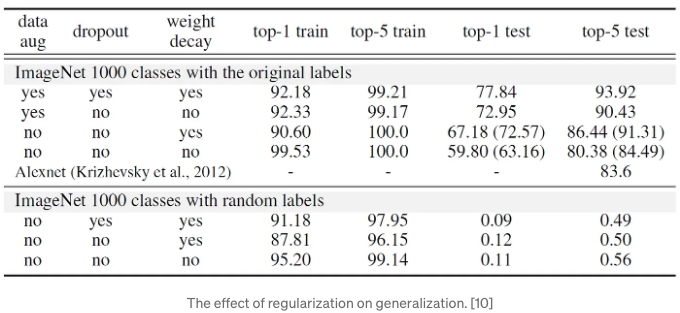 data aug dropout weight decay top-1 train top-5 train top-1 test top-5 test
ImageNet 1000 classes with the original labels
yes yes yes 92.18 99.21 77.84 93.92
yes no no 92.33 99.17 72.95 90.43
no no yes 90.60 100.0 67.18 (72.57) 86.44 (91.31)
no no no 99.53 100.0 59.80 (63.16) 80.38 (84.49)
Alexnet (Krizhevsky et al., 2012) - - - 83.6
ImageNet 1000 classes with random labels
no yes yes 91.18 97.95 0.09 0.49
no no yes 87.81 96.15 0.12 0.50
no no no 95.20 99.14 0.11 0.56
The effect of regularization on generalization. [10]